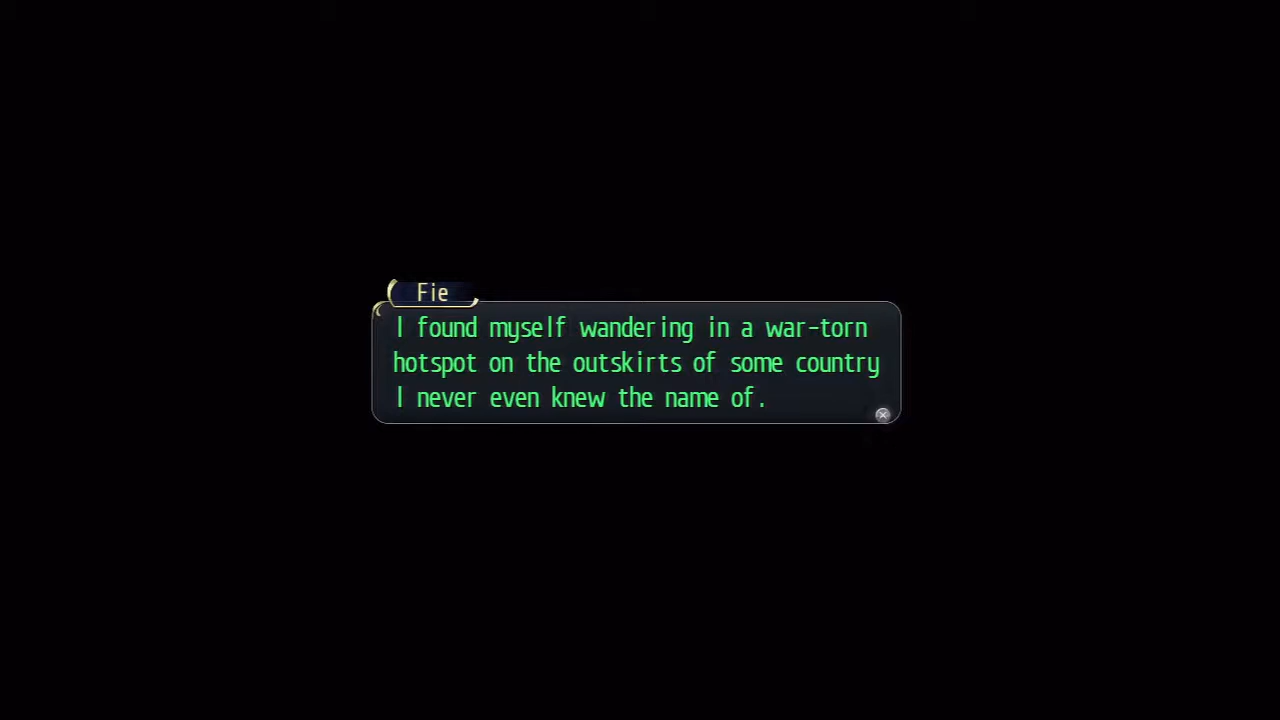 Fie
I found myself wandering in a war-torn
hotspot on the outskirts of some country
I never even knew the name of.